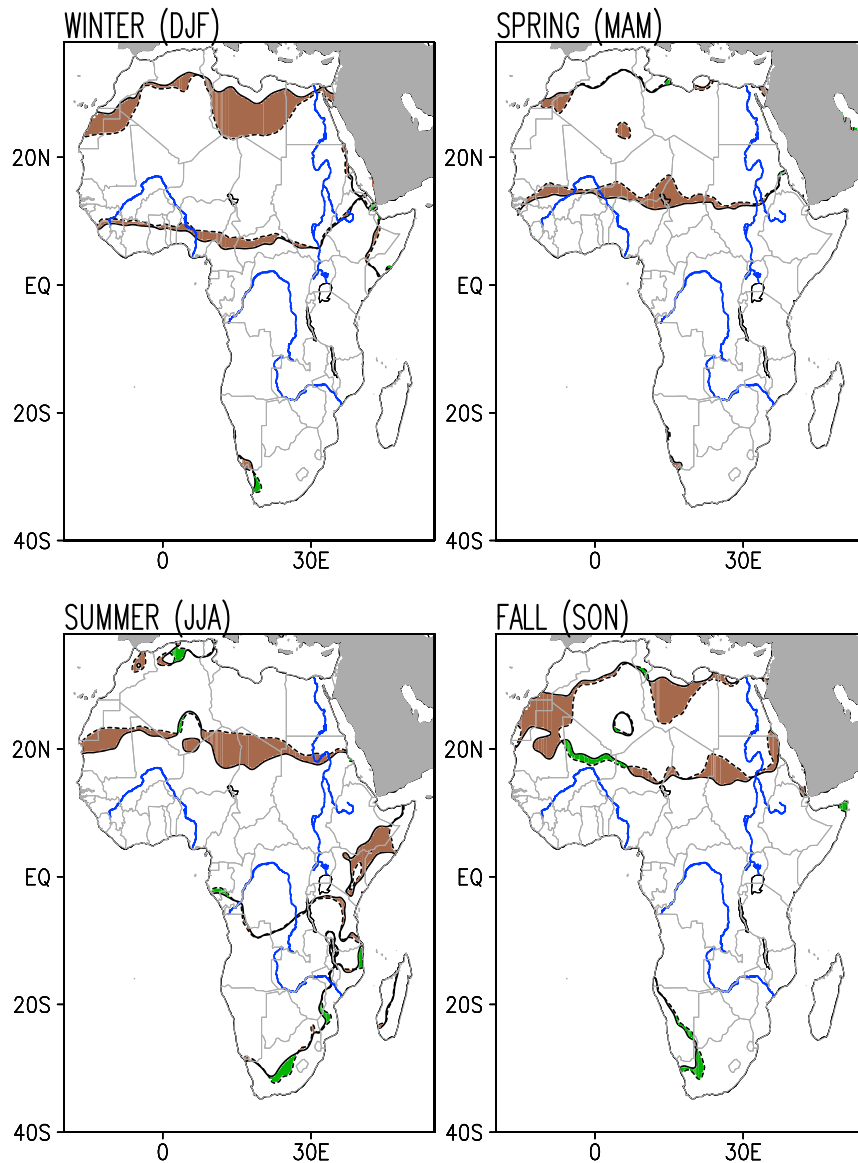 WINTER (DJF)
SPRING (MAM)
20N
EQ
20S
40S
0
30E
20N
EQ
20S
40S
0
30E
SUMMER (JJA)
FALL (SON)
20N
EQ
20S
40S
0
30E
20N
EQ
20S
40S
0
30E